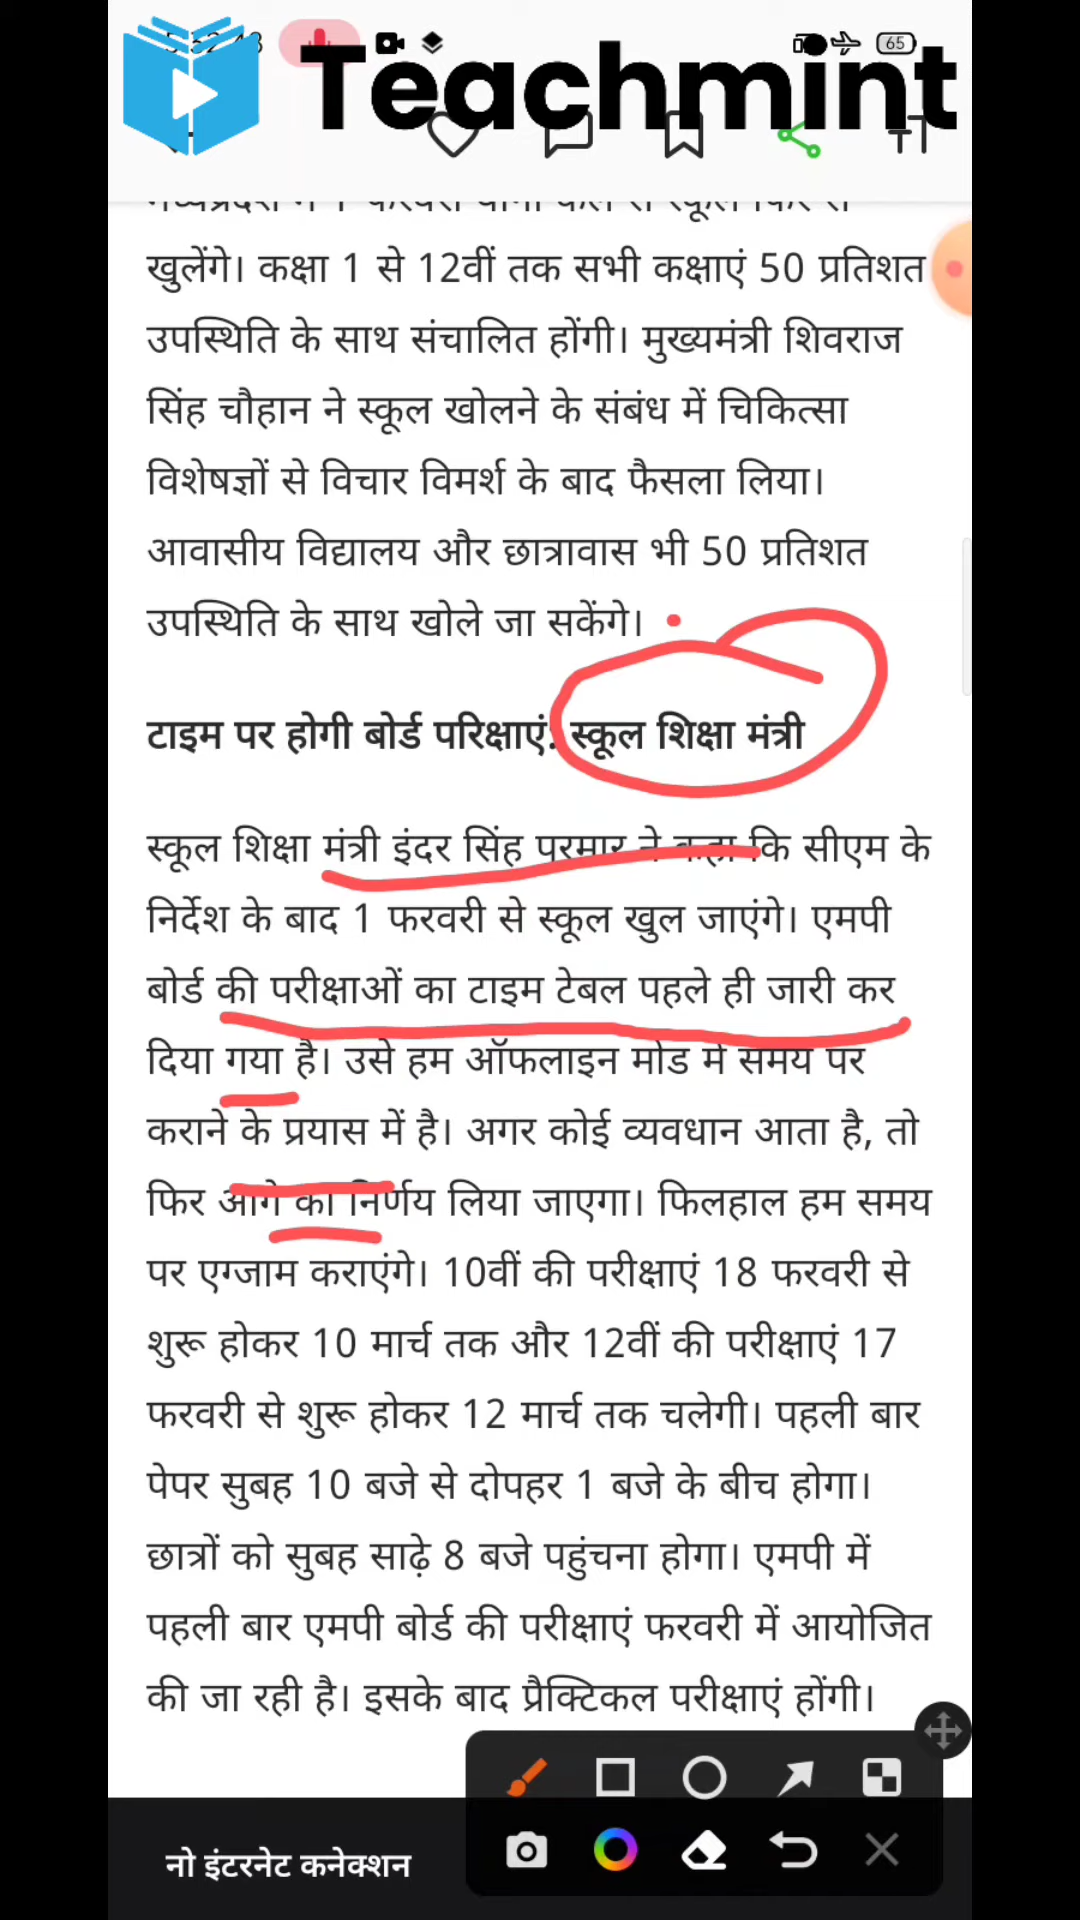 65
Teachmint
खुलेंगे। कक्षा 1 से 12वीं तक सभी कक्षाएं 50 प्रतिशत
उपस्थिति के साथ संचालित होंगी। मुख्यमंत्री शिवराज
सिंह चौहान ने स्कूल खोलने के संबंध में चिकित्सा
विशेषज्ञों से विचार विमर्श के बाद फैसला लिया।
आवासीय विद्यालय और छात्रावास भी 50 प्रतिशत
उपस्थिति के साथ खोले जा सकेंगे।
टाइम पर होगी बोर्ड परिक्षाएं: स्कूल शिक्षा मंत्री
स्कूल शिक्षा मंत्री इंदर सिंह परमार ने कहा कि सीएम के
निर्देश के बाद 1 फरवरी से स्कूल खुल जाएंगे। एमपी
बोर्ड की परीक्षाओं का टाइम टेबल पहले ही जारी कर
दिया गया है। उसे हम ऑफलाइन मोड में समय पर
कराने के प्रयास में है। अगर कोई व्यवधान आता है, तो
फिर आगे का निर्णय लिया जाएगा। फिलहाल हम समय
पर एग्जाम कराएंगे। 10वीं की परीक्षाएं 18 फरवरी से
शुरू होकर 10 मार्च तक और 12वीं की परीक्षाएं 17
फरवरी से शुरू होकर 12 मार्च तक चलेगी। पहली बार
पेपर सुबह 10 बजे से दोपहर 1 बजे के बीच होगा।
छात्रों को सुबह साढ़े 8 बजे पहुंचना होगा। एमपी में
पहली बार एमपी बोर्ड की परीक्षाएं फरवरी में आयोजित
की जा रही है। इसके बाद प्रैक्टिकल परीक्षाएं होंगी।
नो इंटरनेट कनेक्शन